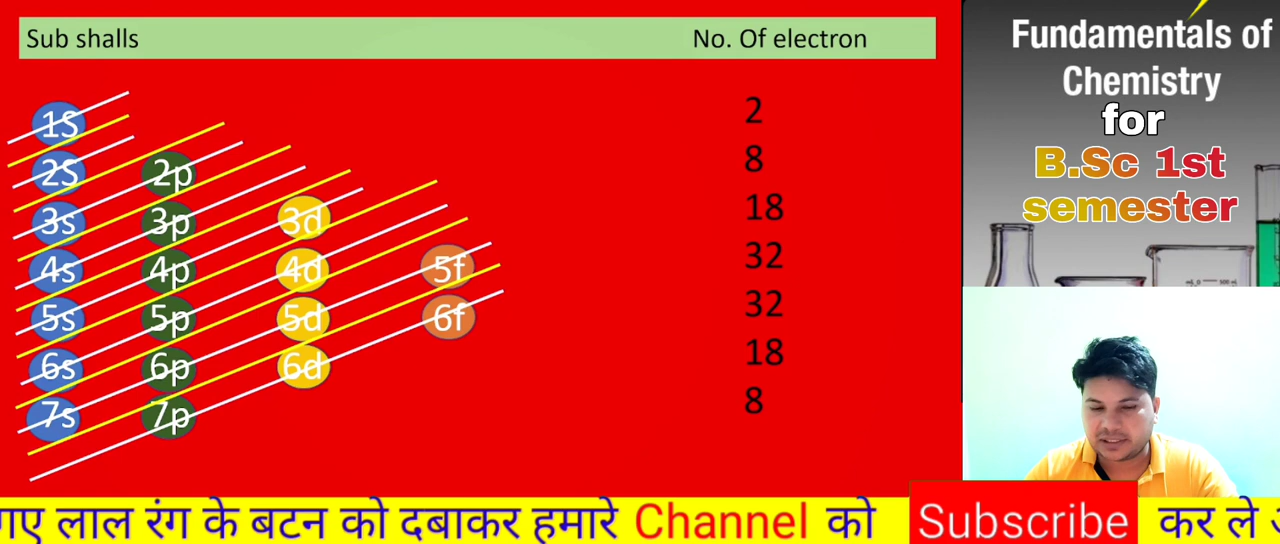 Sub shalls No. Of electron
1S 2
2S 2p 8
3s 3p 3d 18
4s 4p 4d 5f 32
5s 5p 5d 6f 32
6s 6p 6d 18
7s 7p 8
Fundamentals of
Chemistry
for
B.Sc 1st
semester
गए लाल रंग के बटन को दबाकर हमारे Channel को Subscribe कर ले